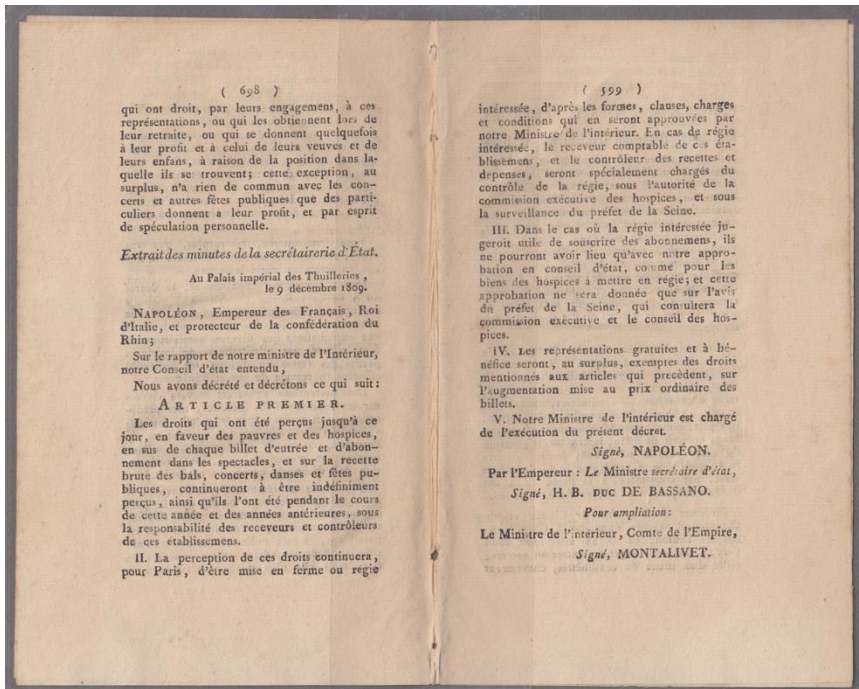 ( 698 )
qui ont droit, par leurs engagemens, à ces
représentations, ou qui les obtiennent lors de
leur retraite, ou qui se donnent quelquefois
à leur profit et à celui de leurs veuves et de
leurs enfans, à raison de la position dans la-
quelle ils se trouvent; cette exception, au
surplus, n'a rien de commun avec les con-
certs et autres fêtes publiques que des parti-
culiers donnent à leur profit, et par esprit
de spéculation personnelle.
Extrait des minutes de la secrétairerie d'État.
Au Palais impérial des Thuilleries,
le 9 décembre 1809.
NAPOLÉON, Empereur des Français, Roi
d'Italie, et protecteur de la confédération du
Rhin;
Sur le rapport de notre ministre de l'Intérieur,
notre Conseil d'état entendu,
Nous avons décrété et décrétons ce qui suit:
ARTICLE PREMIER.
Les droits qui ont été perçus jusqu'à ce
jour, en faveur des pauvres et des hospices,
en sus de chaque billet d'entrée et d'abon-
nement dans les spectacles, et sur la recette
brute des bals, concerts, danses et fêtes pu-
bliques, continueront à être indéfiniment
perçus, ainsi qu'ils l'ont été pendant le cours
de cette année et des années antérieures, sous
la responsabilité des receveurs et contrôleurs
de ces établissemens.
II. La perception de ces droits continuera,
pour Paris, d'être mise en ferme ou régie
( 599 )
intéressée, d'après les formes, clauses, charges
et conditions qui en seront approuvées par
notre Ministre de l'intérieur. En cas de régie
intéressée, le receveur comptable de ces éta-
blissemens, et le contrôleur des recettes et
dépenses, seront spécialement chargés du
contrôle de la régie, sous l'autorité de la
commission exécutive des hospices, et sous
la surveillance du préfet de la Seine.
III. Dans le cas où la régie intéressée ju-
geroit utile de souscrire des abonnemens, ils
ne pourront avoir lieu qu'avec notre appro-
bation en conseil d'état, comme pour les
biens des hospices à mettre en régie; et cette
approbation ne sera donnée que sur l'avis
du préfet de la Seine, qui consultera la
commission exécutive et le conseil des hos-
pices.
IV. Les représentations gratuites et à bé-
néfice seront, au surplus, exemptes des droits
mentionnés aux articles qui précèdent, sur
l'augmentation mise au prix ordinaire des
billets.
V. Notre Ministre de l'intérieur est chargé
de l'exécution du présent décret.
Signé, NAPOLÉON.
Par l'Empereur : Le Ministre secrétaire d'état,
Signé, H. B. DUC DE BASSANO.
Pour ampliation:
Le Ministre de l'intérieur, Comte de l'Empire,
Signé, MONTALIVET.